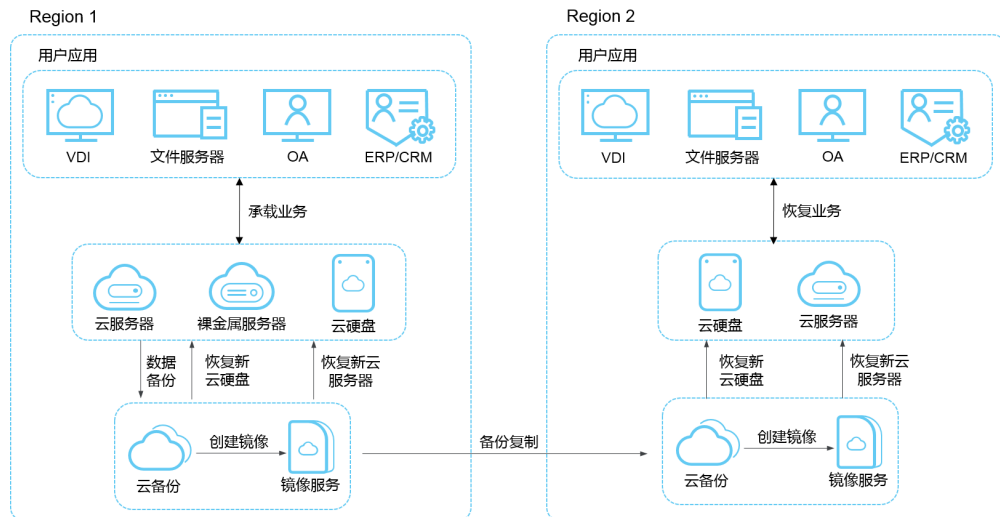 Region 1
用户应用
VDI
文件服务器
OA
ERP/CRM
承载业务
云服务器
裸金属服务器
云硬盘
数据
备份
恢复新
云硬盘
恢复新云
服务器
创建镜像
云备份
镜像服务
备份复制
Region 2
用户应用
VDI
文件服务器
OA
ERP/CRM
恢复业务
云硬盘
云服务器
恢复新
云硬盘
恢复新云
服务器
创建镜像
云备份
镜像服务